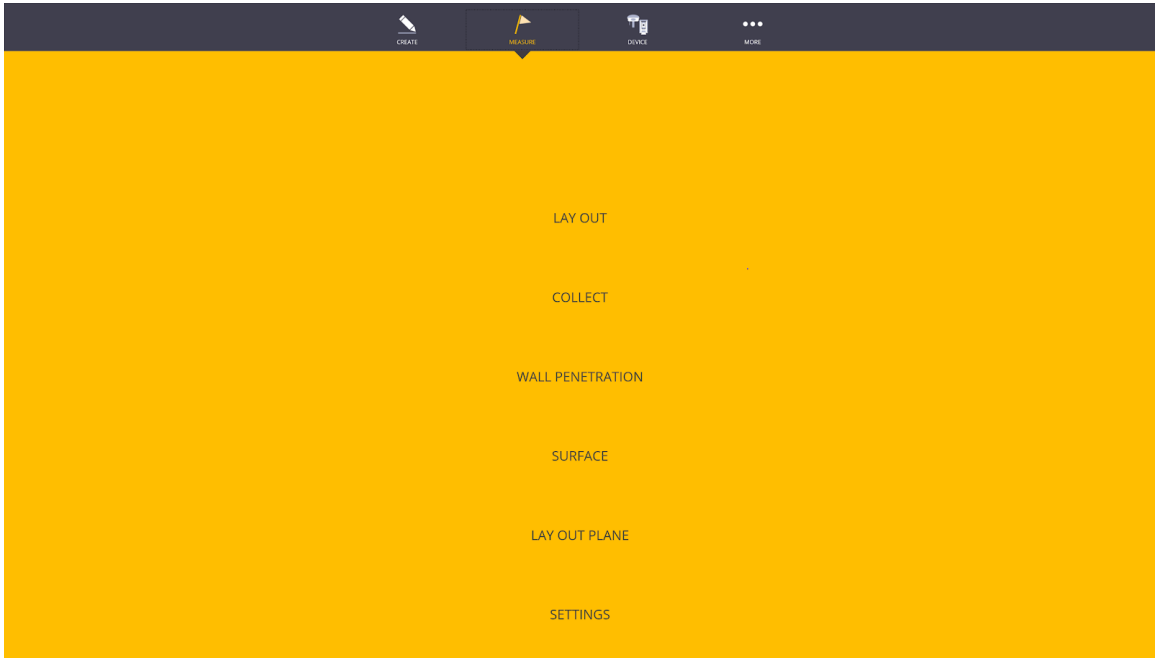 CREATE
MEASURE
DEVICE
MORE
LAY OUT
COLLECT
WALL PENETRATION
SURFACE
LAY OUT PLANE
SETTINGS